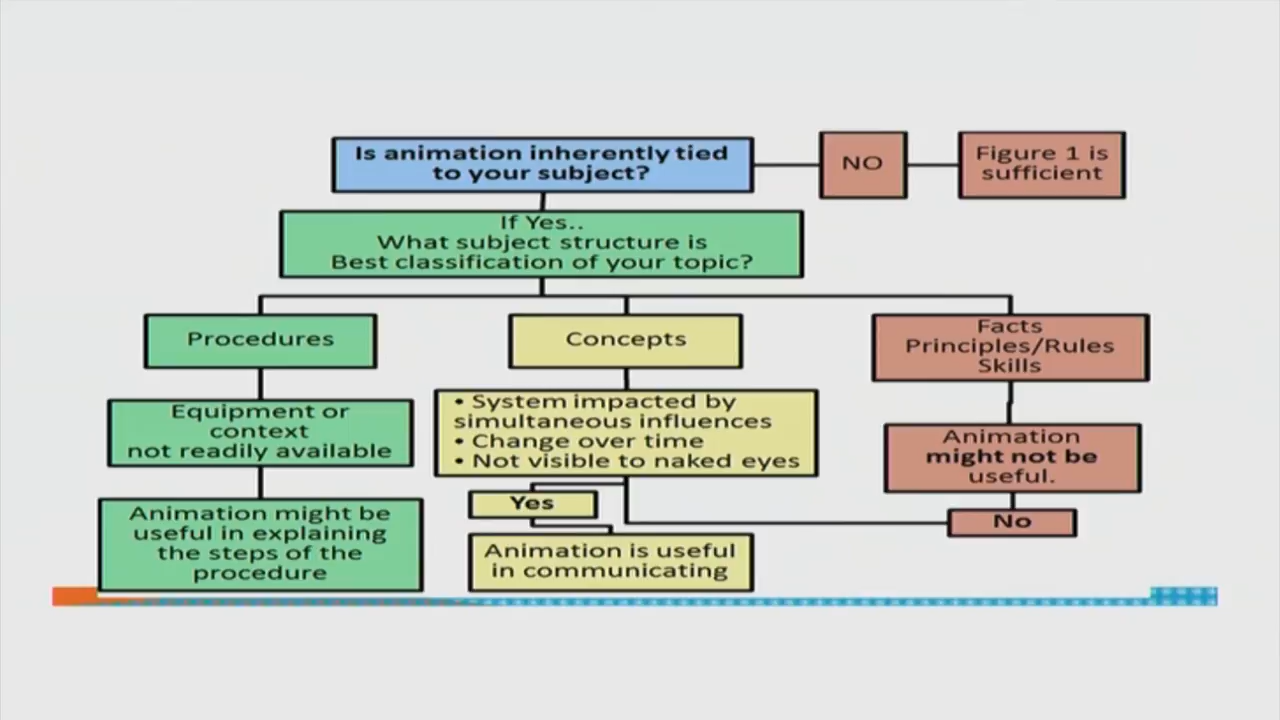 Is animation inherently tied
to your subject?
NO
Figure 1 is
sufficient
If Yes..
What subject structure is
Best classification of your topic?
Procedures
Concepts
Facts
Principles/Rules
Skills
Equipment or
context
not readily available
• System impacted by
simultaneous influences
• Change over time
• Not visible to naked eyes
Animation
might not be
useful.
Yes
No
Animation might be
useful in explaining
the steps of the
procedure
Animation is useful
in communicating